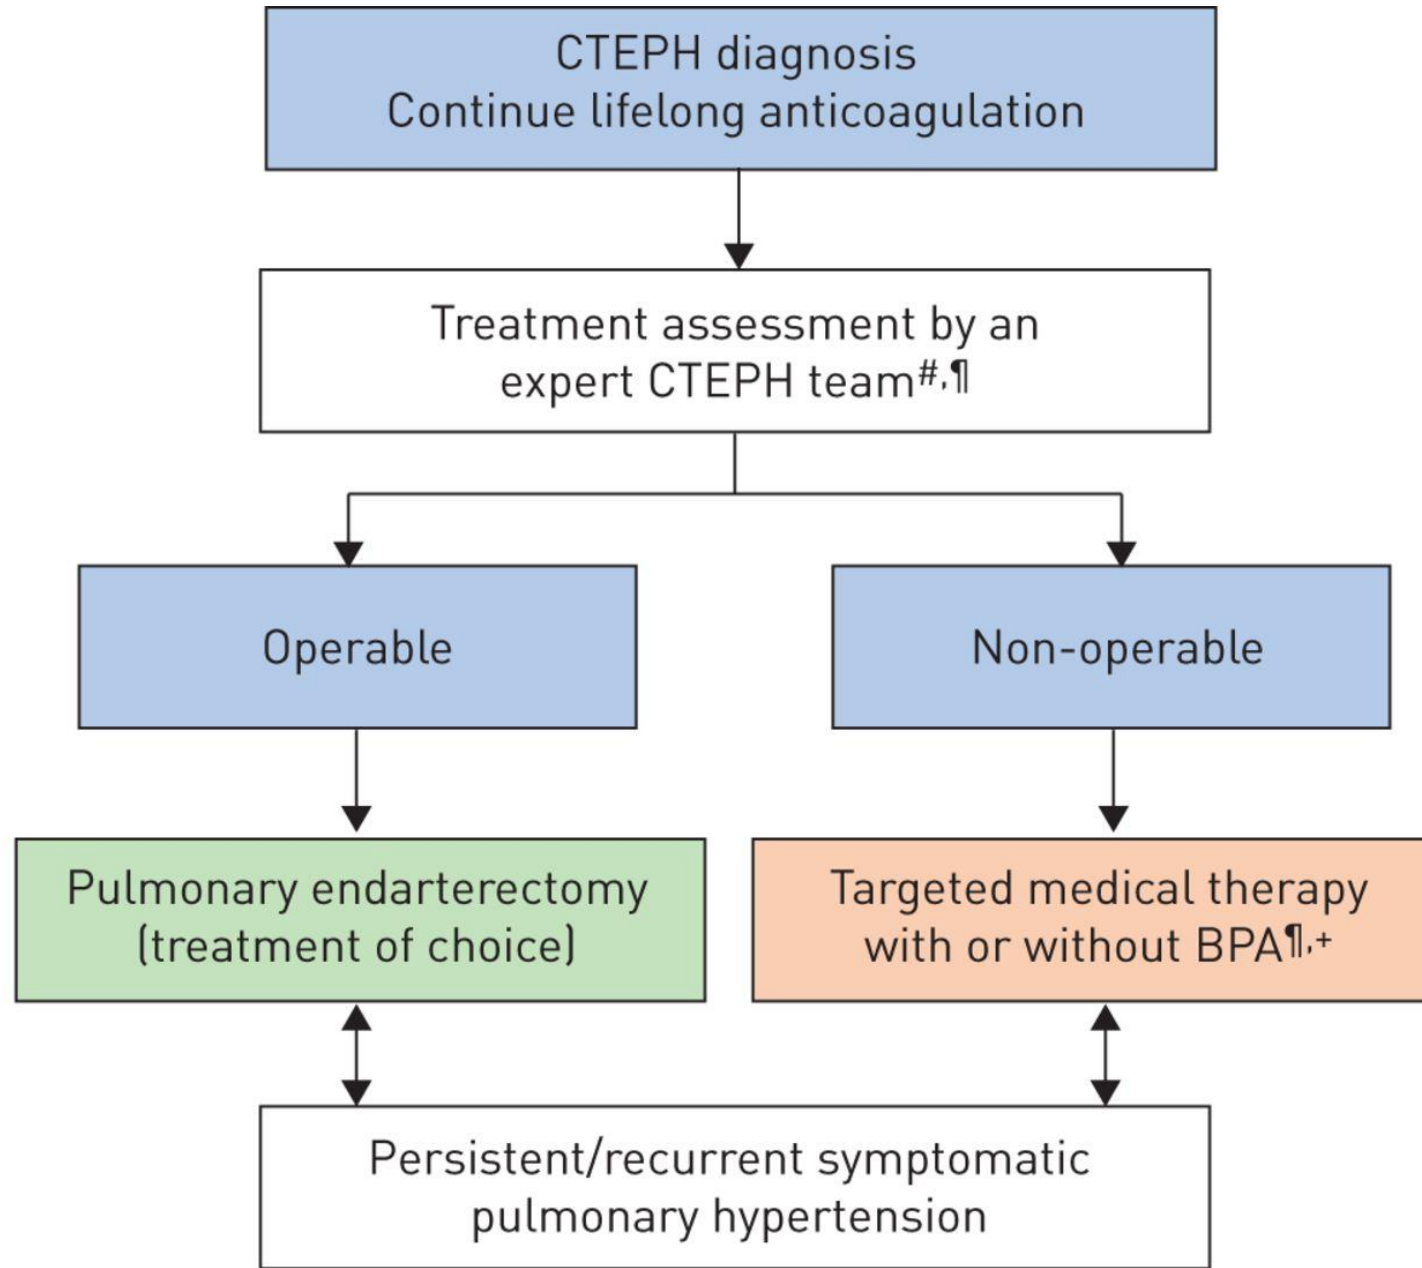 CTEPH diagnosis
Continue lifelong anticoagulation
Treatment assessment by an
expert CTEPH team#,¶
Operable
Non-operable
Pulmonary endarterectomy
(treatment of choice)
Targeted medical therapy
with or without BPA¶,+
Persistent/recurrent symptomatic
pulmonary hypertension